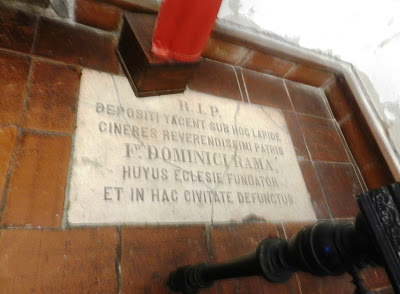 R.I.P.
DEPOSITI YACENT SUB HOC LAPIDE,
CINERES REVERENDISSIMI PATRIS
Fr. DOMINICI RAMA,
HUYUS ECLESIE FUNDATOR
ET IN HAC CIVITATE DEFUNCTUS